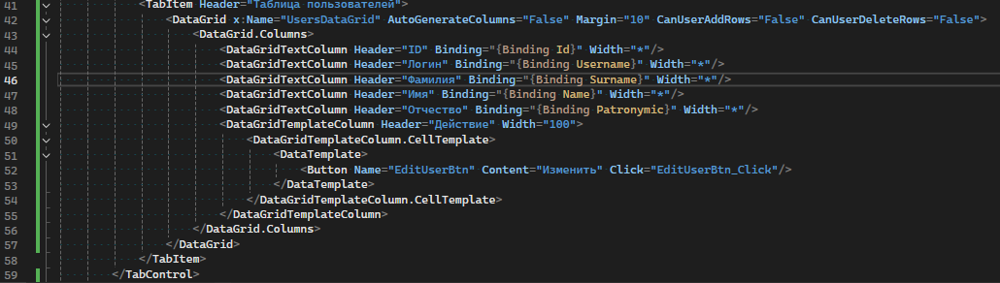 41 <TabItem Header="Таблица пользователей">
42 <DataGrid x:Name="UsersDataGrid" AutoGenerateColumns="False" Margin="10" CanUserAddRows="False" CanUserDeleteRows="False">
43 <DataGrid.Columns>
44 <DataGridTextColumn Header="ID" Binding="{Binding Id}" Width="*"/>
45 <DataGridTextColumn Header="Логин" Binding="{Binding Username}" Width="*"/>
46 <DataGridTextColumn Header="Фамилия" Binding="{Binding Surname}" Width="*"/>
47 <DataGridTextColumn Header="Имя" Binding="{Binding Name}" Width="*"/>
48 <DataGridTextColumn Header="Отчество" Binding="{Binding Patronymic}" Width="*"/>
49 <DataGridTemplateColumn Header="Действие" Width="100">
50 <DataGridTemplateColumn.CellTemplate>
51 <DataTemplate>
52 <Button Name="EditUserBtn" Content="Изменить" Click="EditUserBtn_Click"/>
53 </DataTemplate>
54 </DataGridTemplateColumn.CellTemplate>
55 </DataGridTemplateColumn>
56 </DataGrid.Columns>
57 </DataGrid>
58 </TabItem>
59 </TabControl>